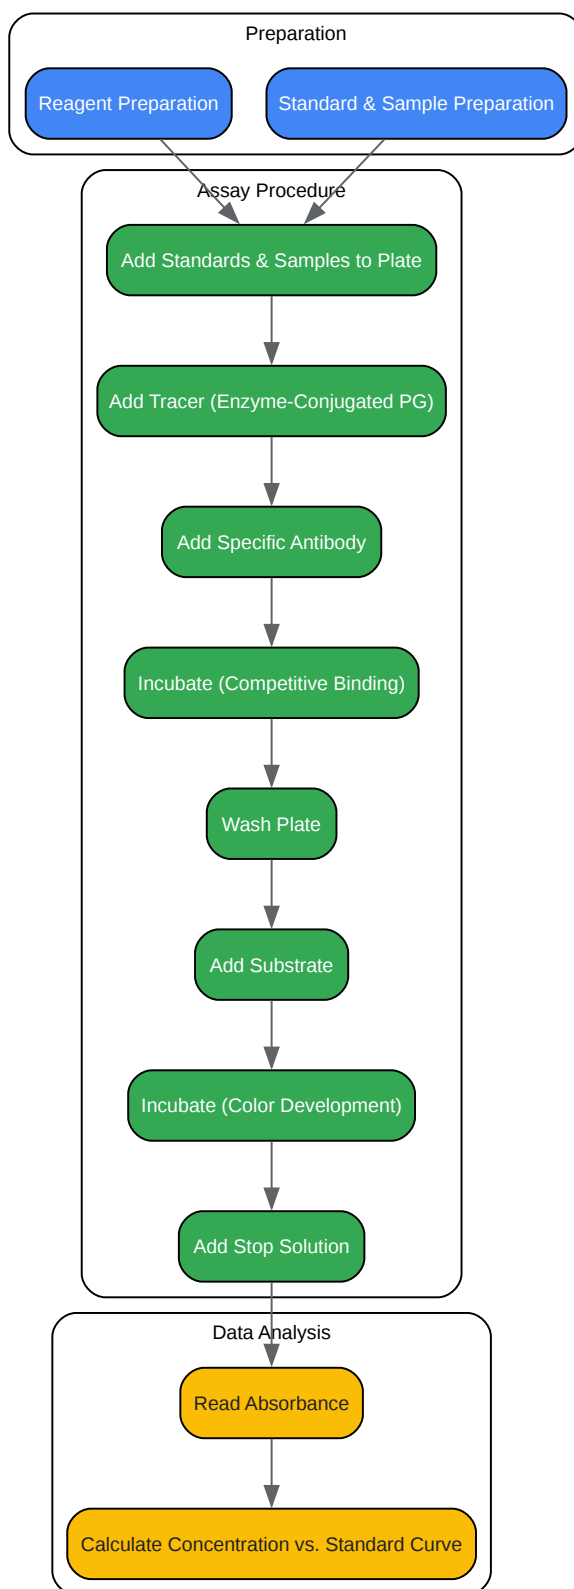 Preparation
Reagent Preparation
Standard & Sample Preparation
Assay Procedure
Add Standards & Samples to Plate
Add Tracer (Enzyme-Conjugated PG)
Add Specific Antibody
Incubate (Competitive Binding)
Wash Plate
Add Substrate
Incubate (Color Development)
Add Stop Solution
Data Analysis
Read Absorbance
Calculate Concentration vs. Standard Curve